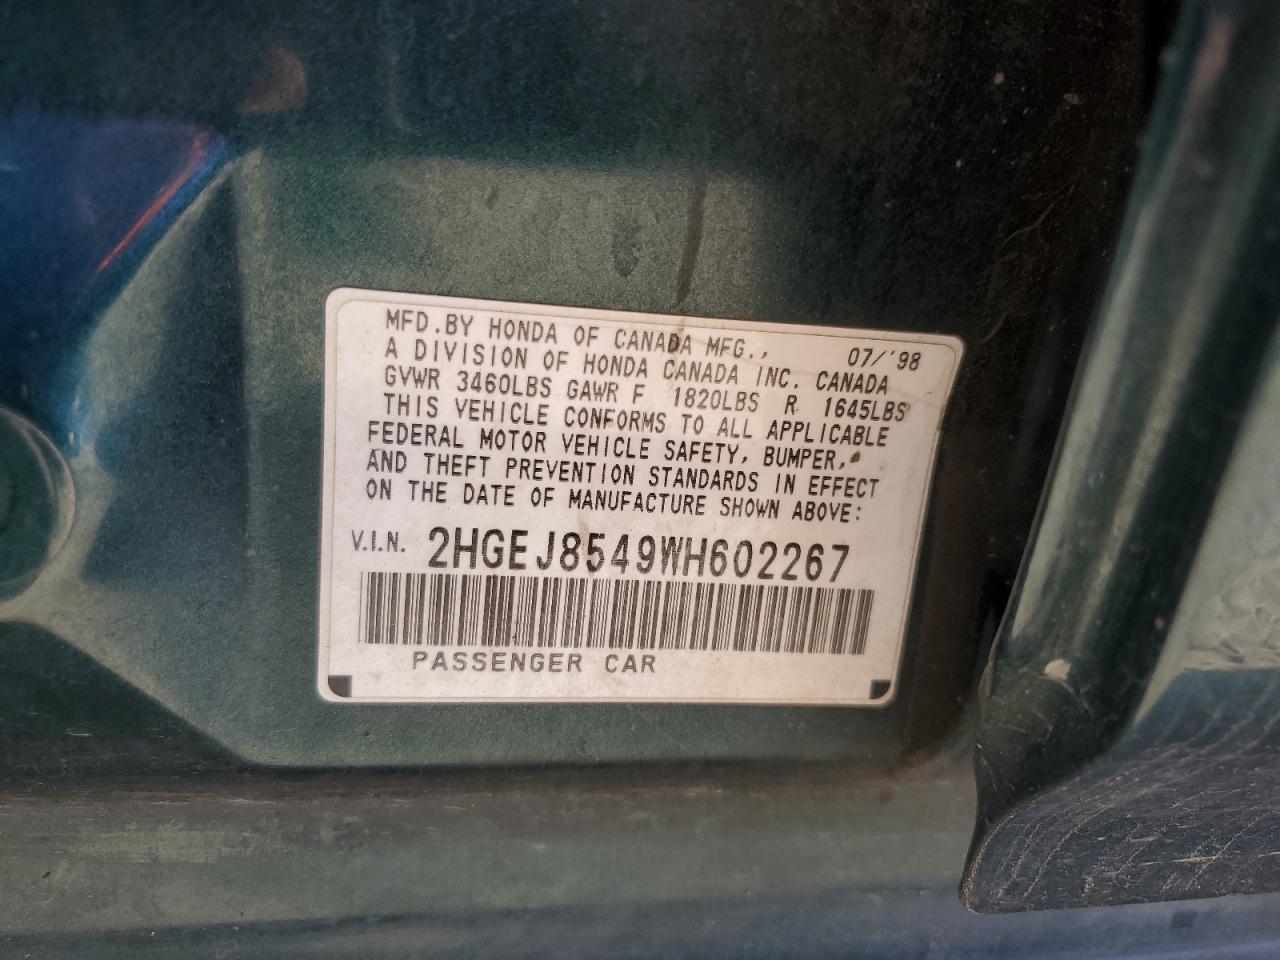 MFD.BY HONDA OF CANADA MFG., 07/'98
A DIVISION OF HONDA CANADA INC. CANADA
GVWR 3460LBS GAWR F 1820LBS R 1645LBS
THIS VEHICLE CONFORMS TO ALL APPLICABLE
FEDERAL MOTOR VEHICLE SAFETY, BUMPER,
AND THEFT PREVENTION STANDARDS IN EFFECT
ON THE DATE OF MANUFACTURE SHOWN ABOVE:
V.I.N. 2HGEJ8549WH602267
PASSENGER CAR